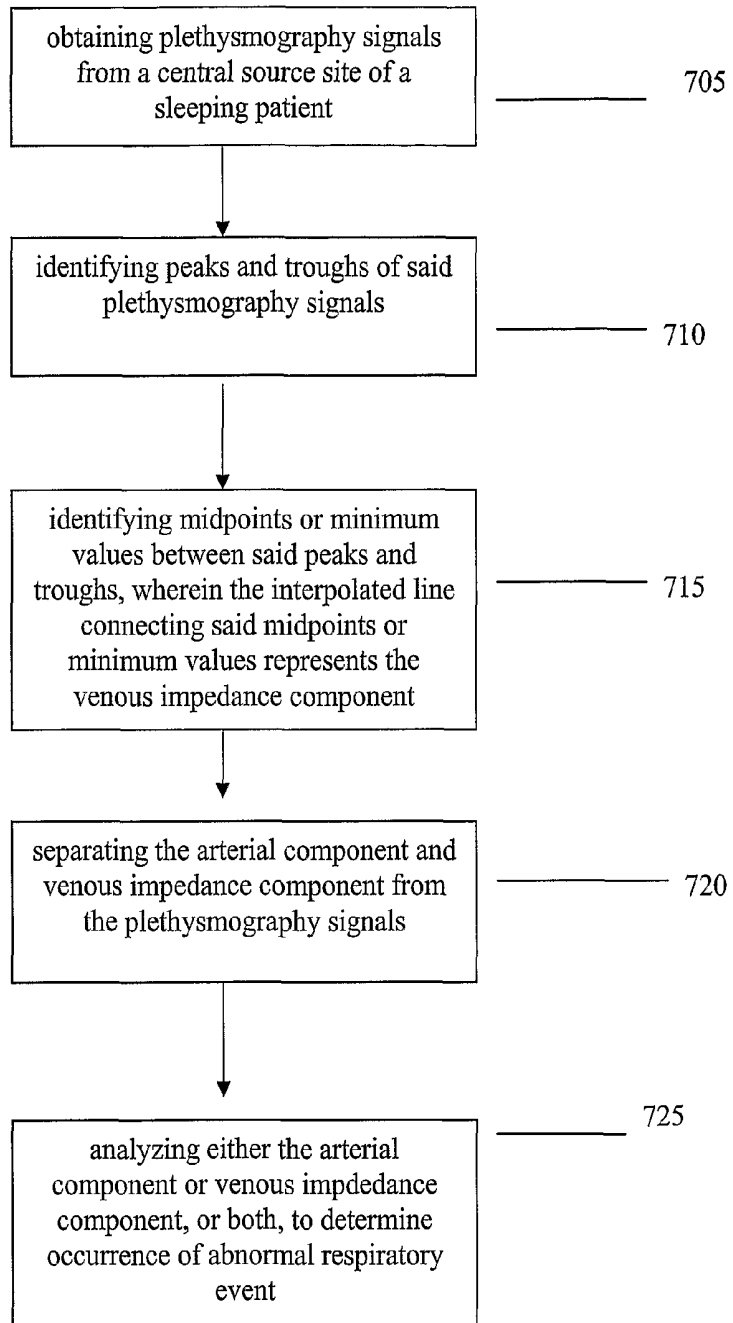 obtaining plethysmography signals
from a central source site of a
sleeping patient
705
identifying peaks and troughs of said
plethysmography signals
710
identifying midpoints or minimum
values between said peaks and
troughs, wherein the interpolated line
connecting said midpoints or
minimum values represents the
venous impedance component
715
separating the arterial component and
venous impedance component from
the plethysmography signals
720
analyzing either the arterial
component or venous impdedance
component, or both, to determine
occurrence of abnormal respiratory
event
725